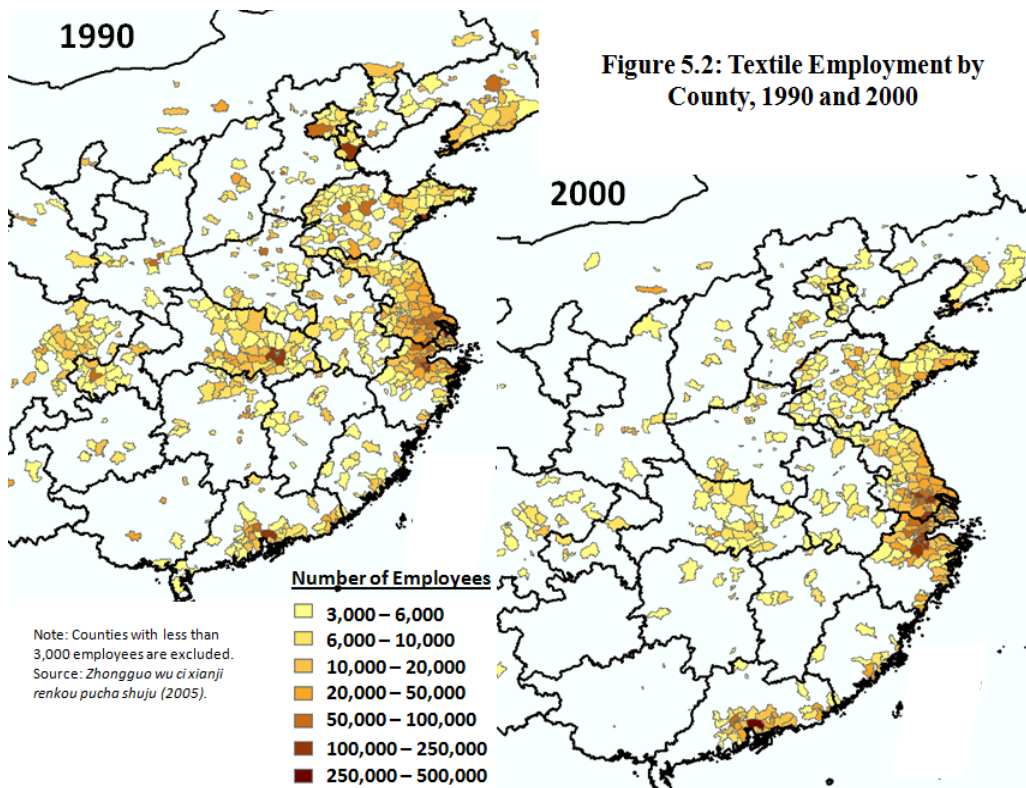 1990
Figure 5.2: Textile Employment by
County, 1990 and 2000
2000
Number of Employees
3,000 – 6,000
6,000 – 10,000
10,000 – 20,000
20,000 – 50,000
50,000 – 100,000
100,000 – 250,000
250,000 – 500,000
Note: Counties with less than
3,000 employees are excluded.
Source: Zhongguo wu ci xianji
renkou pucha shuju (2005).